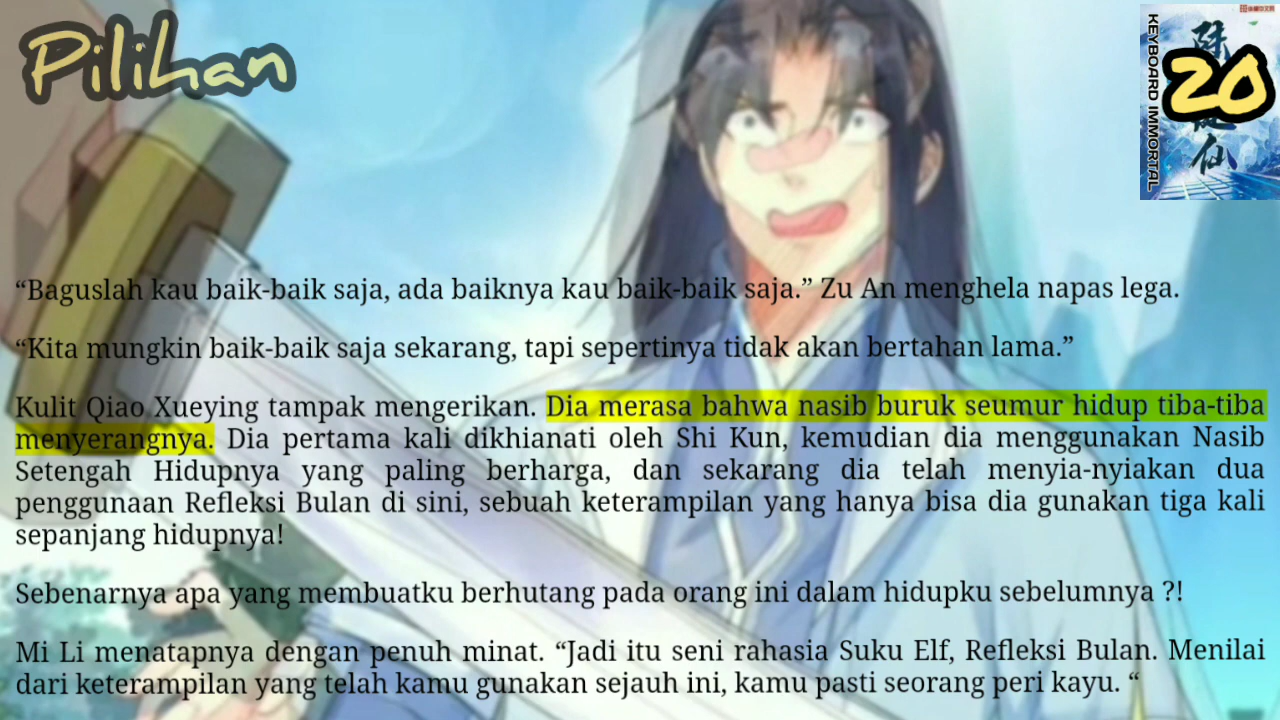 Pilihan
20
KEYBOARD IMMORTAL
仙
“Baguslah kau baik-baik saja, ada baiknya kau baik-baik saja.” Zu An menghela napas lega.
“Kita mungkin baik-baik saja sekarang, tapi sepertinya tidak akan bertahan lama.”
Kulit Qiao Xueying tampak mengerikan. Dia merasa bahwa nasib buruk seumur hidup tiba-tiba
menyerangnya. Dia pertama kali dikhianati oleh Shi Kun, kemudian dia menggunakan Nasib
Setengah Hidupnya yang paling berharga, dan sekarang dia telah menyia-nyiakan dua
penggunaan Refleksi Bulan di sini, sebuah keterampilan yang hanya bisa dia gunakan tiga kali
sepanjang hidupnya!
Sebenarnya apa yang membuatku berhutang pada orang ini dalam hidupku sebelumnya ?!
Mi Li menatapnya dengan penuh minat. “Jadi itu seni rahasia Suku Elf, Refleksi Bulan. Menilai
dari keterampilan yang telah kamu gunakan sejauh ini, kamu pasti seorang peri kayu. “